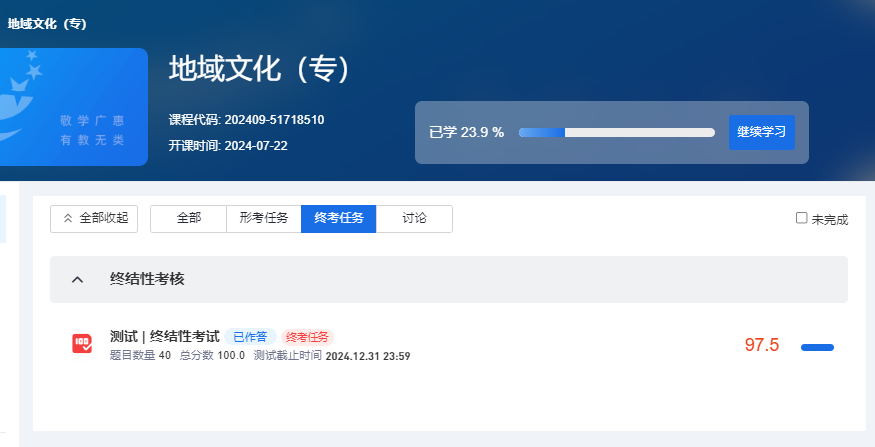 地域文化（专）
地域文化（专）
敬学广惠
有教无类
课程代码: 202409-51718510
开课时间: 2024-07-22
已学 23.9 %
继续学习
全部收起
全部
形考任务
终考任务
讨论
未完成
终结性考核
100
测试 | 终结性考试 已作答 终考任务
题目数量 40 总分数 100.0 测试截止时间 2024.12.31 23:59
97.5